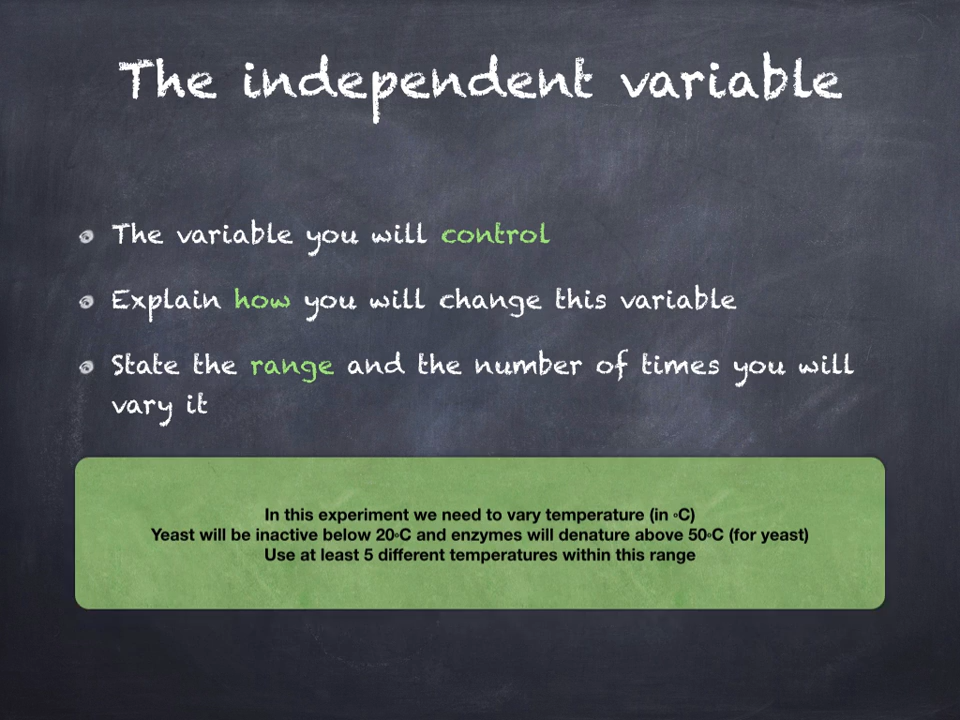 The independent variable
The variable you will control
Explain how you will change this variable
State the range and the number of times you will
vary it
In this experiment we need to vary temperature (in °C)
Yeast will be inactive below 20°C and enzymes will denature above 50°C (for yeast)
Use at least 5 different temperatures within this range